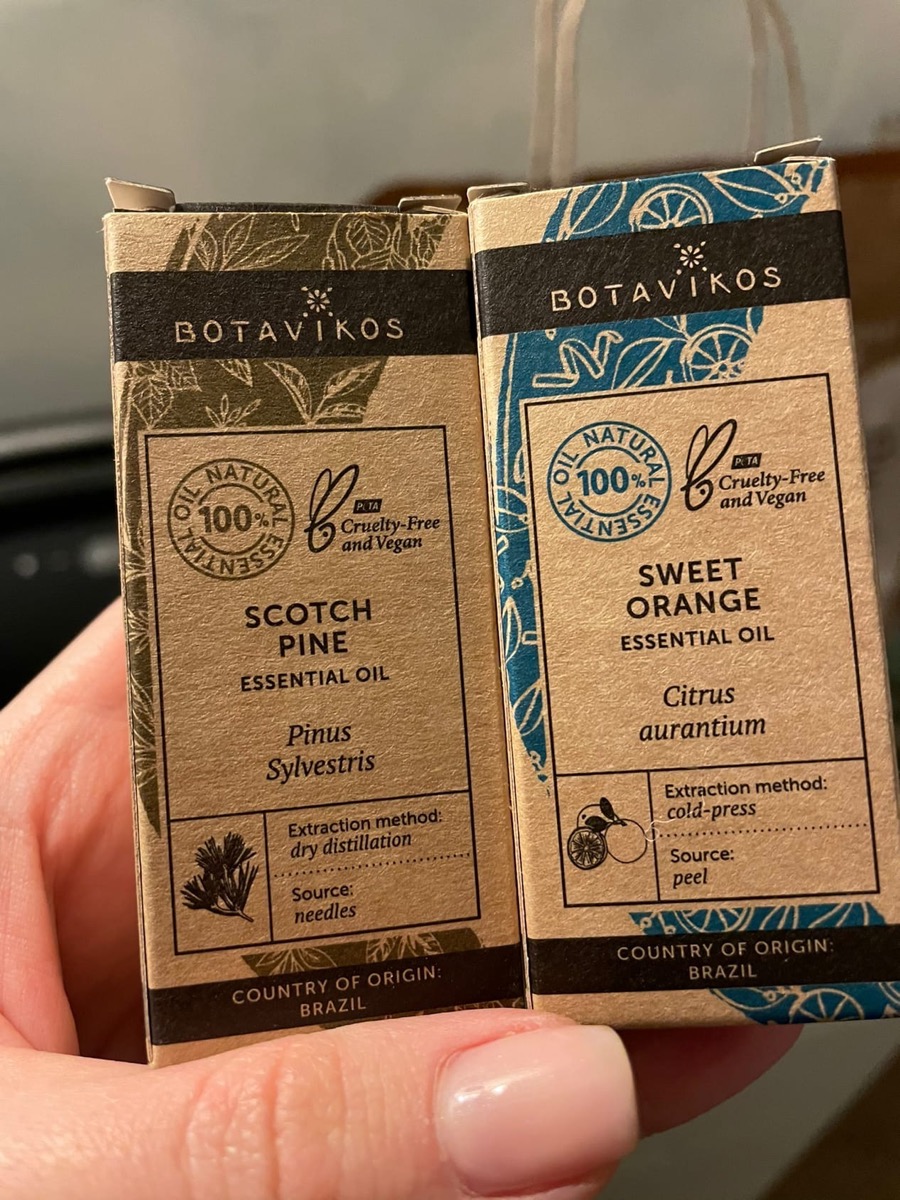 BOTAVIKOS
100% NATURAL ESSENTIAL OIL
PETA
Cruelty-Free
and Vegan
SCOTCH
PINE
ESSENTIAL OIL
Pinus
Sylvestris
Extraction method:
dry distillation
Source:
needles
COUNTRY OF ORIGIN:
BRAZIL
BOTAVIKOS
100% NATURAL ESSENTIAL OIL
PETA
Cruelty-Free
and Vegan
SWEET
ORANGE
ESSENTIAL OIL
Citrus
aurantium
Extraction method:
cold-press
Source:
peel
COUNTRY OF ORIGIN:
BRAZIL